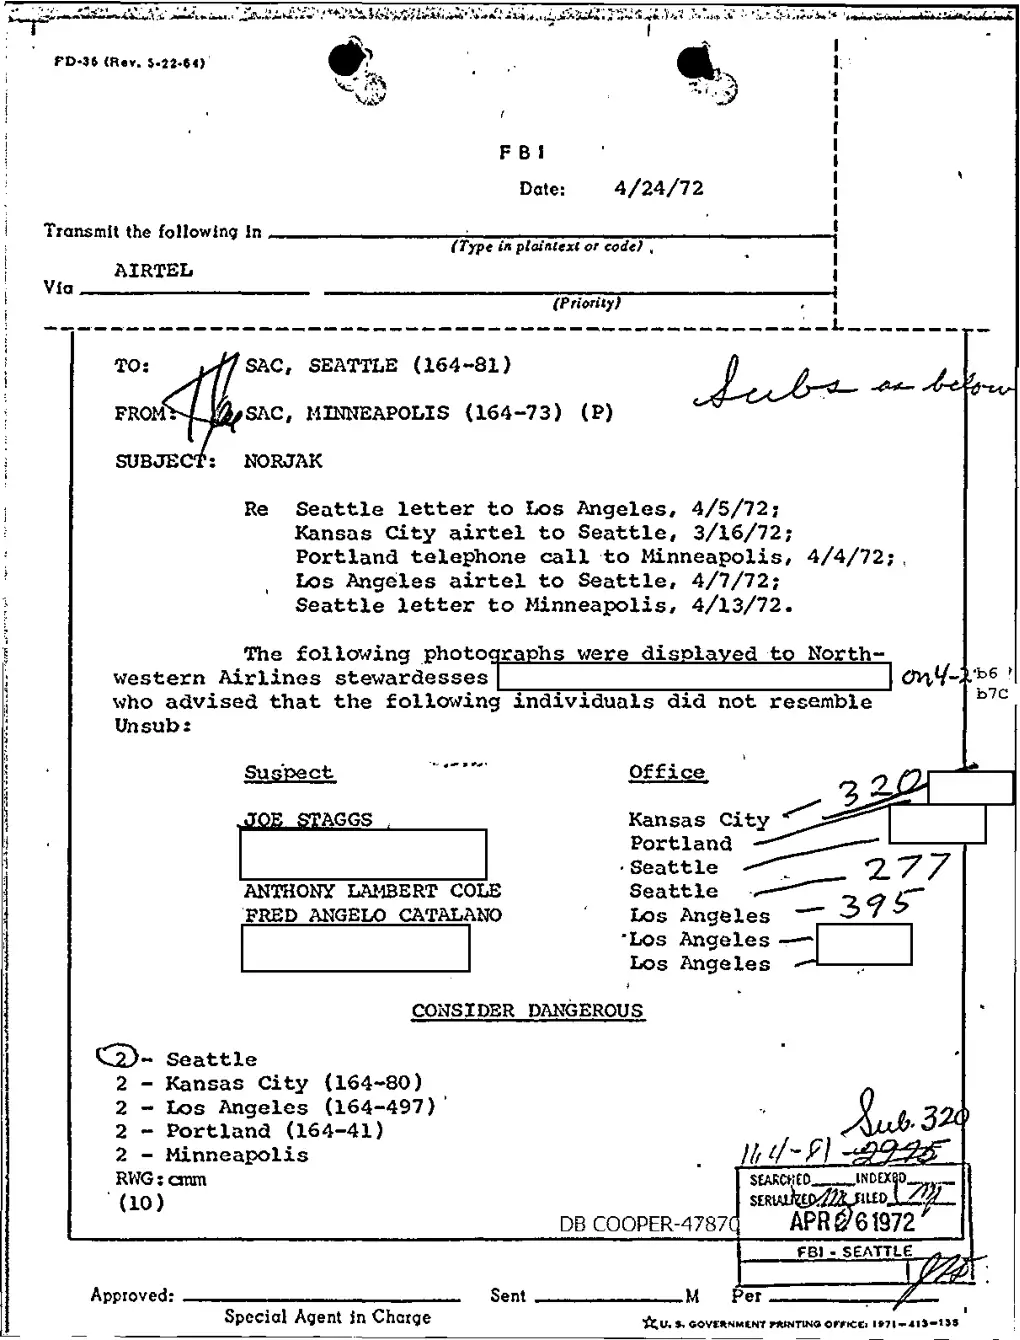 FD-36 (Rev. 5-22-64)
F B I
Date: 4/24/72
Transmit the following in
(Type in plaintext or code)
AIRTEL
Via
(Priority)
TO: SAC, SEATTLE (164-81)
Subs as below
FROM: SAC, MINNEAPOLIS (164-73) (P)
SUBJECT: NORJAK
Re Seattle letter to Los Angeles, 4/5/72;
Kansas City airtel to Seattle, 3/16/72;
Portland telephone call to Minneapolis, 4/4/72;
Los Angeles airtel to Seattle, 4/7/72;
Seattle letter to Minneapolis, 4/13/72.
The following photographs were displayed to North-
western Airlines stewardesses on 4-2 b6
who advised that the following individuals did not resemble b7C
Unsub:
Suspect Office
320
JOE STAGGS Kansas City
Portland
Seattle
277
ANTHONY LAMBERT COLE Seattle
FRED ANGELO CATALANO Los Angeles - 395
Los Angeles
Los Angeles
CONSIDER DANGEROUS
2 - Seattle
2 - Kansas City (164-80)
2 - Los Angeles (164-497)
2 - Portland (164-41)
2 - Minneapolis
RWG:cmm
(10)
Sub. 320
164-81-2975
SEARCHED INDEXED
SERIALIZED FILED
APR 26 1972
FBI - SEATTLE
DB COOPER-47870
Approved: Sent M Per
Special Agent in Charge
U. S. GOVERNMENT PRINTING OFFICE: 1971-413-135